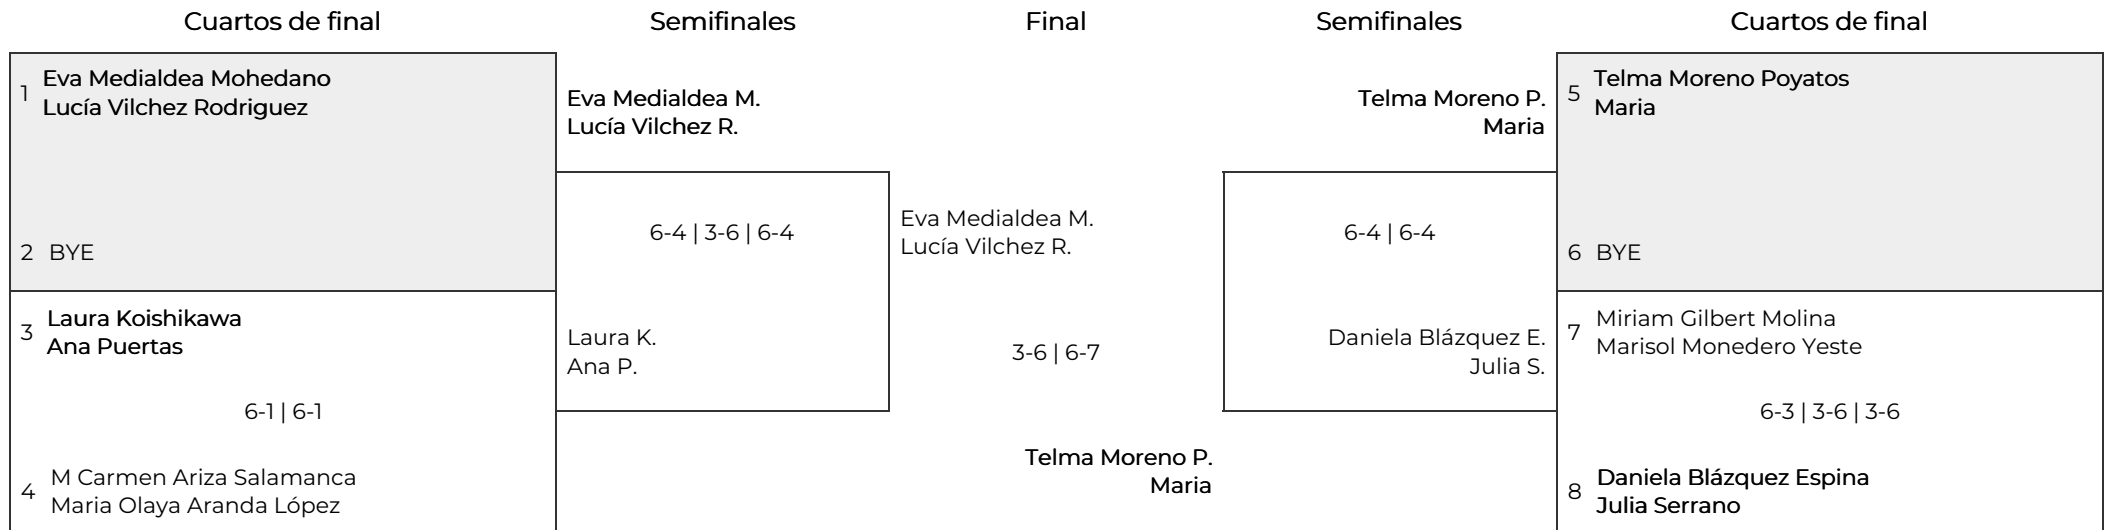 Cuartos de final
Semifinales
Final
Semifinales
Cuartos de final
1
Eva Medialdea Mohedano
Lucía Vilchez Rodriguez
2 BYE
3
Laura Koishikawa
Ana Puertas
6-1 | 6-1
4
M Carmen Ariza Salamanca
Maria Olaya Aranda López
Eva Medialdea M.
Lucía Vilchez R.
6-4 | 3-6 | 6-4
Laura K.
Ana P.
Eva Medialdea M.
Lucía Vilchez R.
3-6 | 6-7
Telma Moreno P.
Maria
Telma Moreno P.
Maria
6-4 | 6-4
Daniela Blázquez E.
Julia S.
5
Telma Moreno Poyatos
Maria
6 BYE
7
Miriam Gilbert Molina
Marisol Monedero Yeste
6-3 | 3-6 | 3-6
8
Daniela Blázquez Espina
Julia Serrano